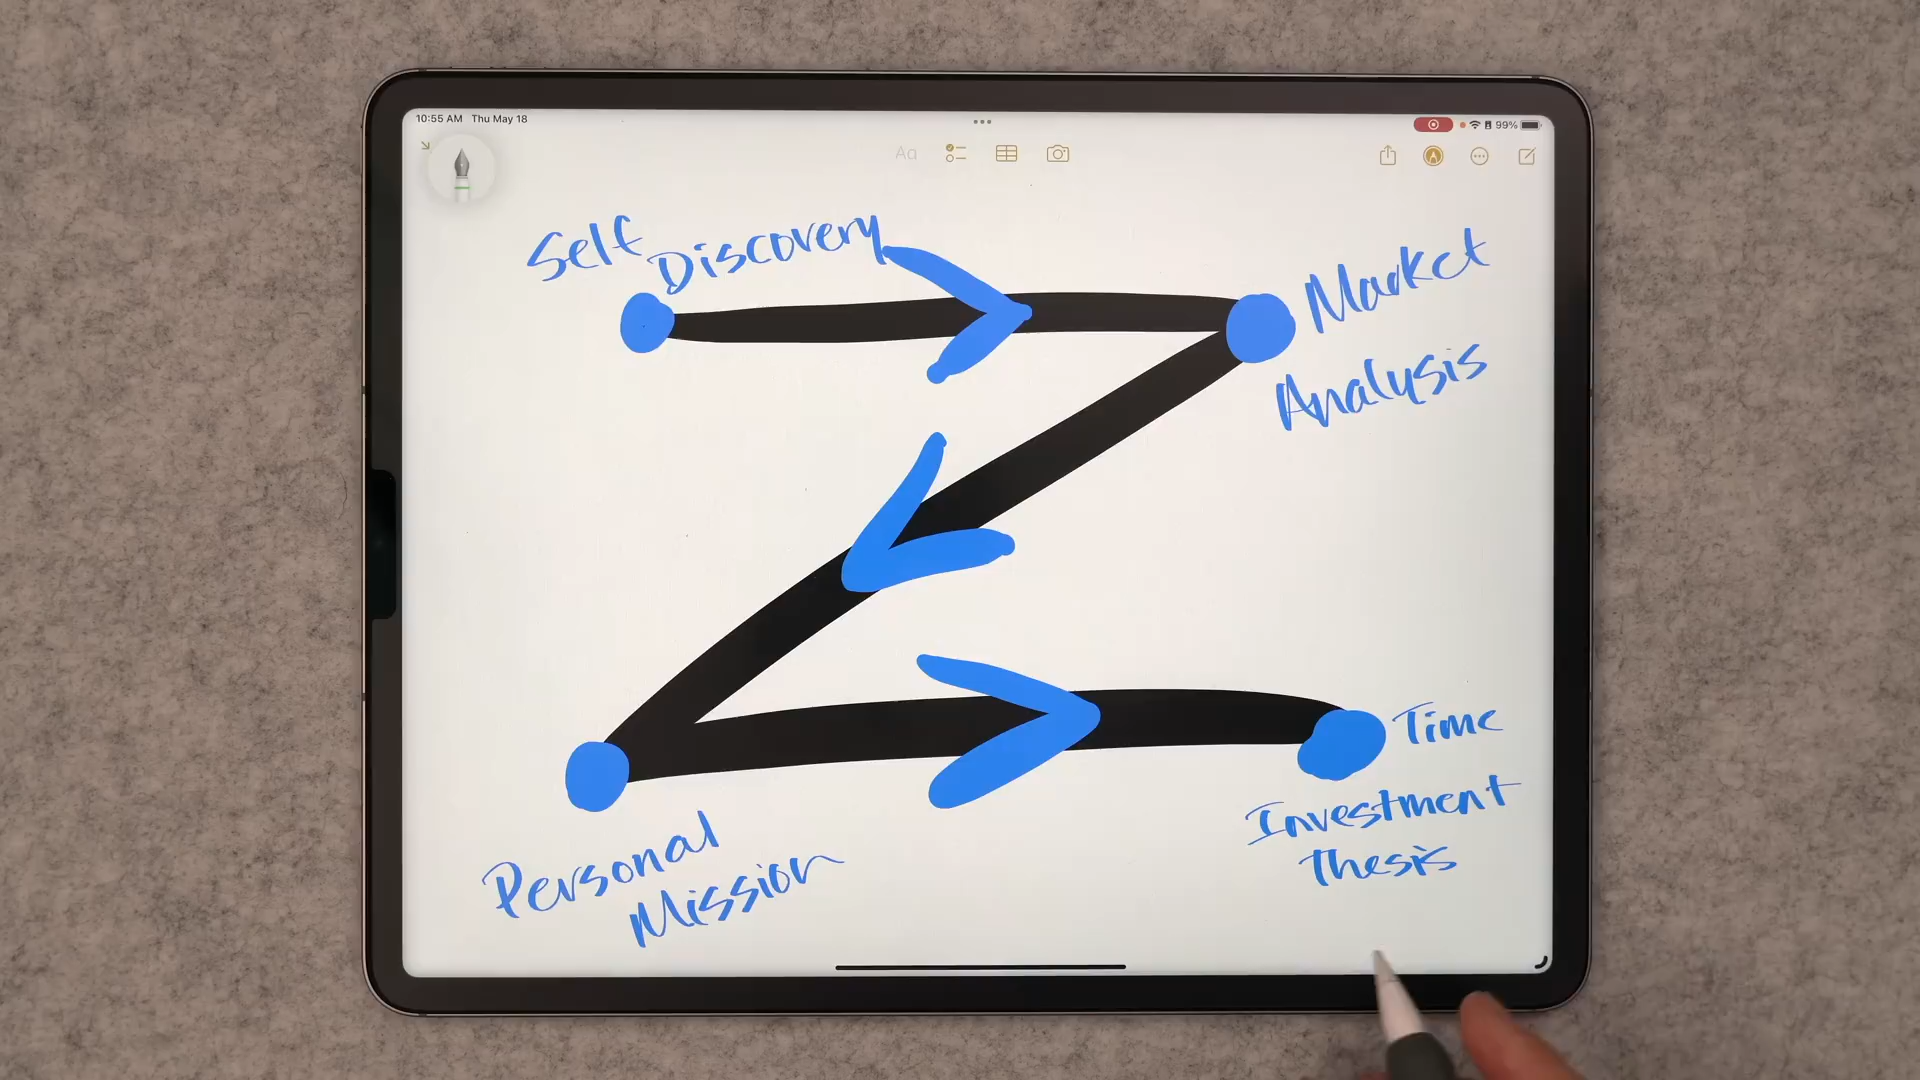 10:55 AM Thu May 18
99%
Aa
Self Discovery
Market
Analysis
Personal
Mission
Time
Investment
Thesis